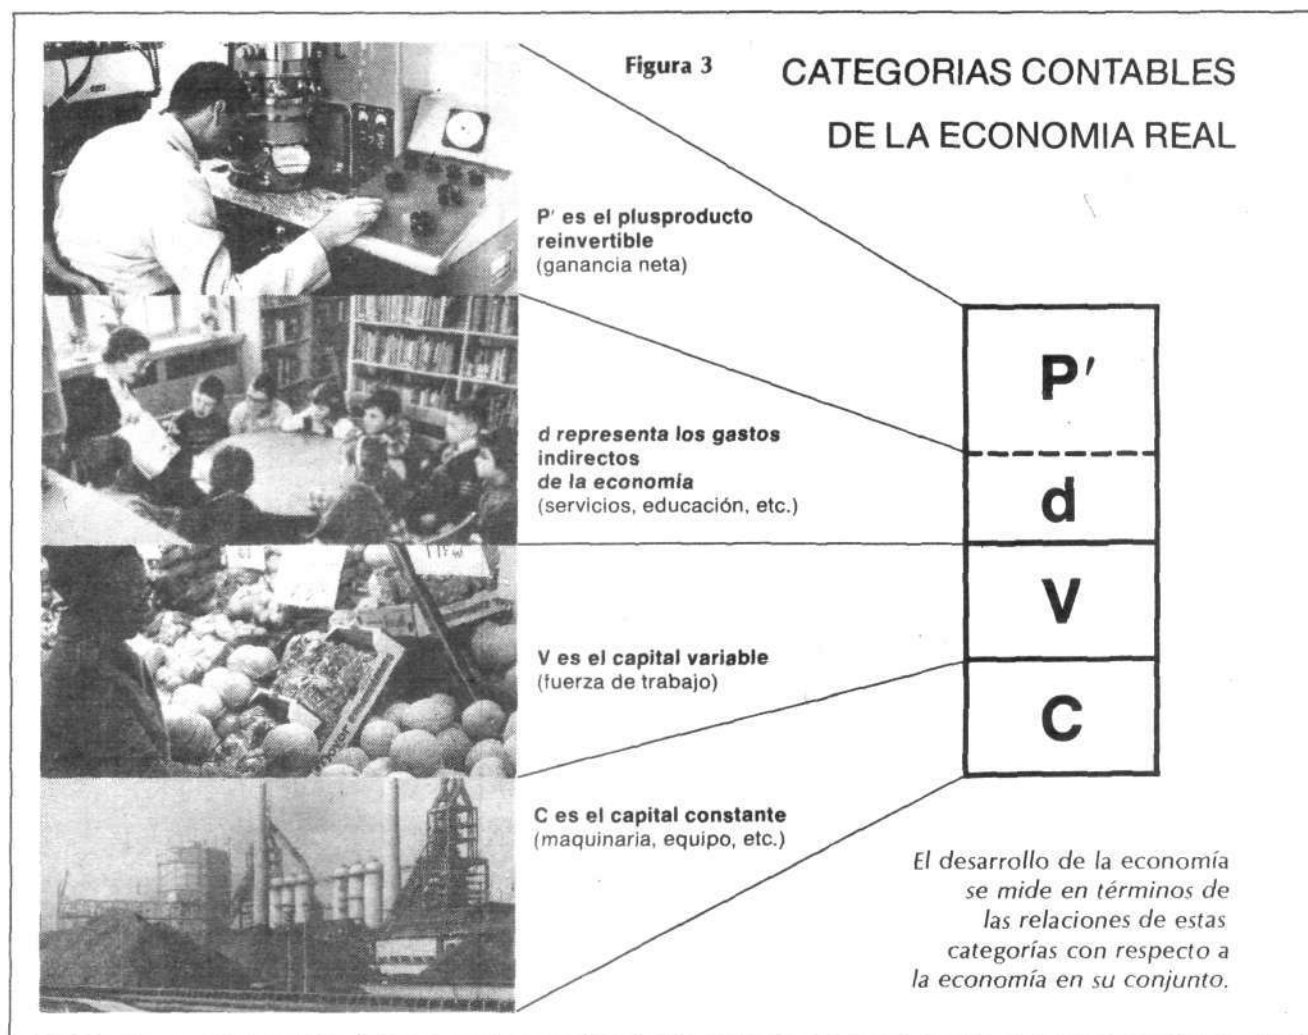 Figura 3
CATEGORIAS CONTABLES
DE LA ECONOMIA REAL
P' es el plusproducto
reinvertible
(ganancia neta)
d representa los gastos
indirectos
de la economía
(servicios, educación, etc.)
V es el capital variable
(fuerza de trabajo)
C es el capital constante
(maquinaria, equipo, etc.)
P'
d
V
C
El desarrollo de la economía
se mide en términos de
las relaciones de estas
categorías con respecto a
la economía en su conjunto.